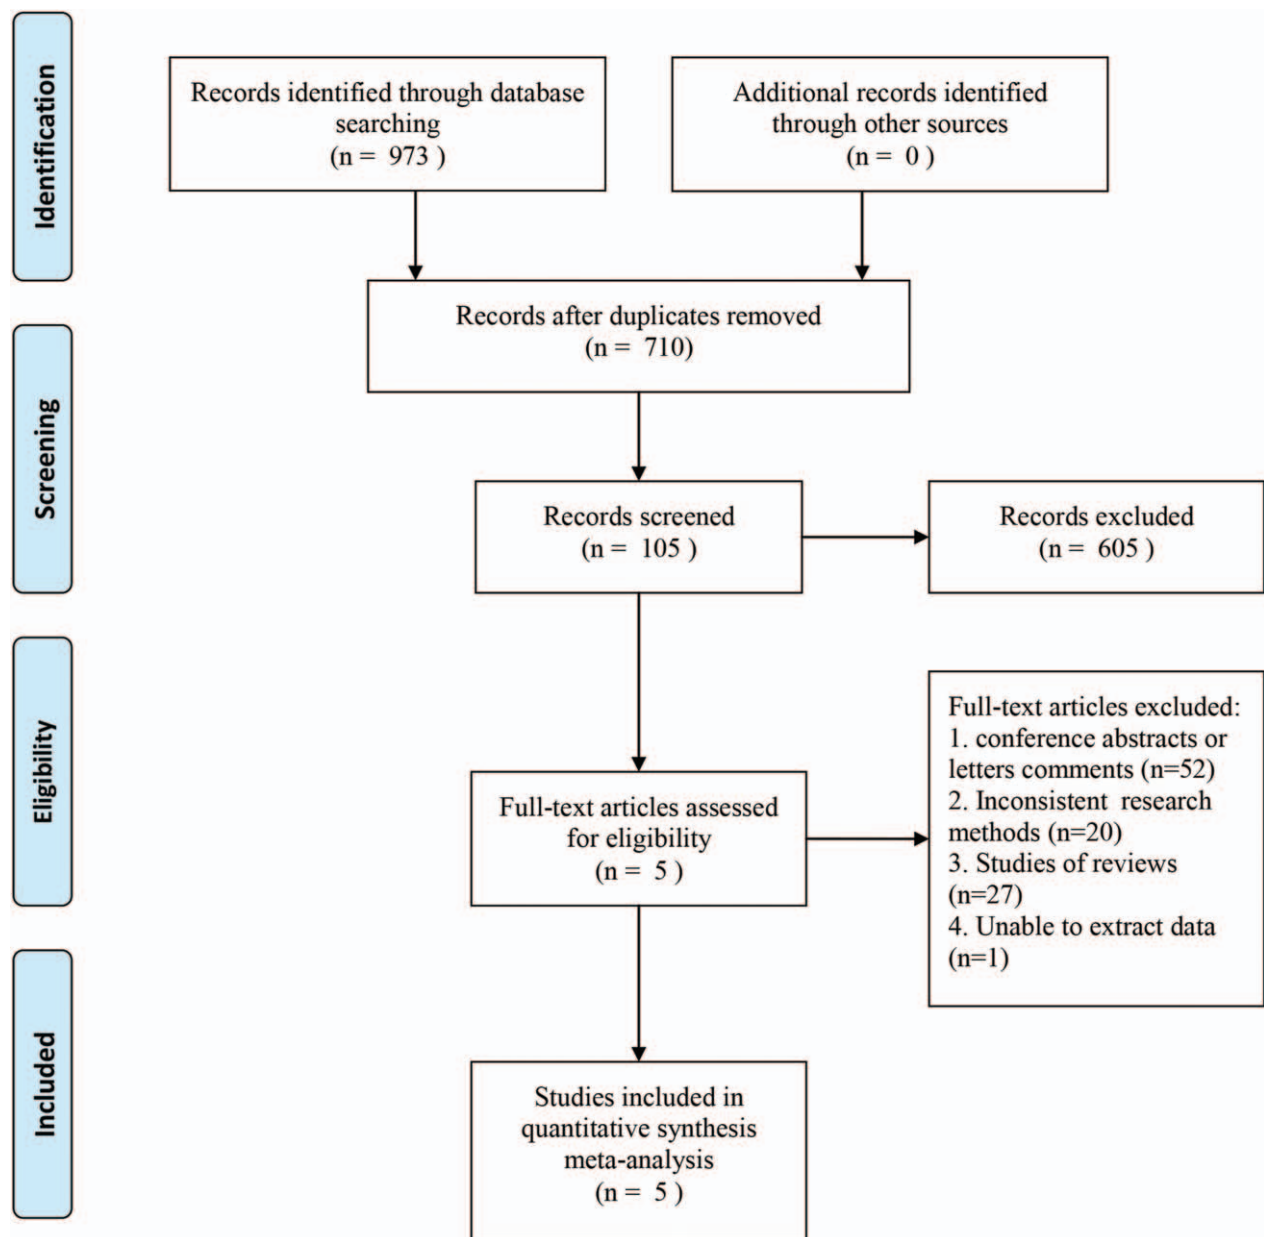 Identification
Records identified through database
searching
(n = 973 )
Additional records identified
through other sources
(n = 0 )
Records after duplicates removed
(n = 710)
Screening
Records screened
(n = 105 )
Records excluded
(n = 605 )
Eligibility
Full-text articles assessed
for eligibility
(n = 5 )
Full-text articles excluded:
1. conference abstracts or
letters comments (n=52)
2. Inconsistent research
methods (n=20)
3. Studies of reviews
(n=27)
4. Unable to extract data
(n=1)
Included
Studies included in
quantitative synthesis
meta-analysis
(n = 5 )